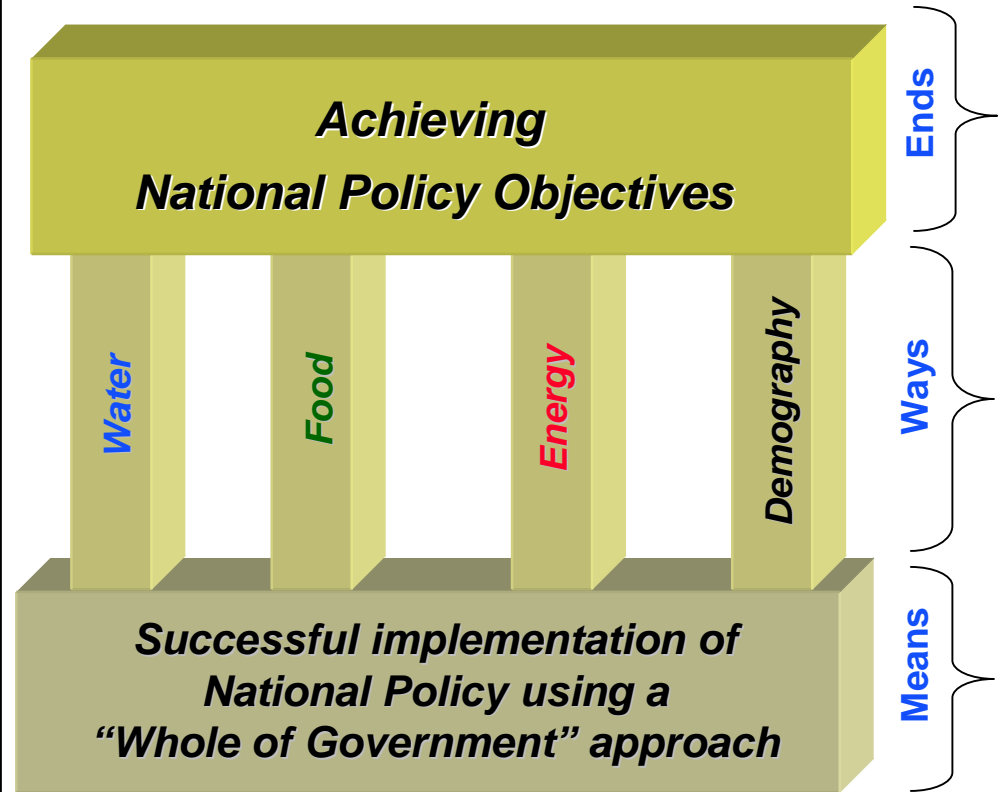 Achieving
National Policy Objectives
Ends
Water
Food
Energy
Demography
Ways
Successful implementation of
National Policy using a
“Whole of Government” approach
Means